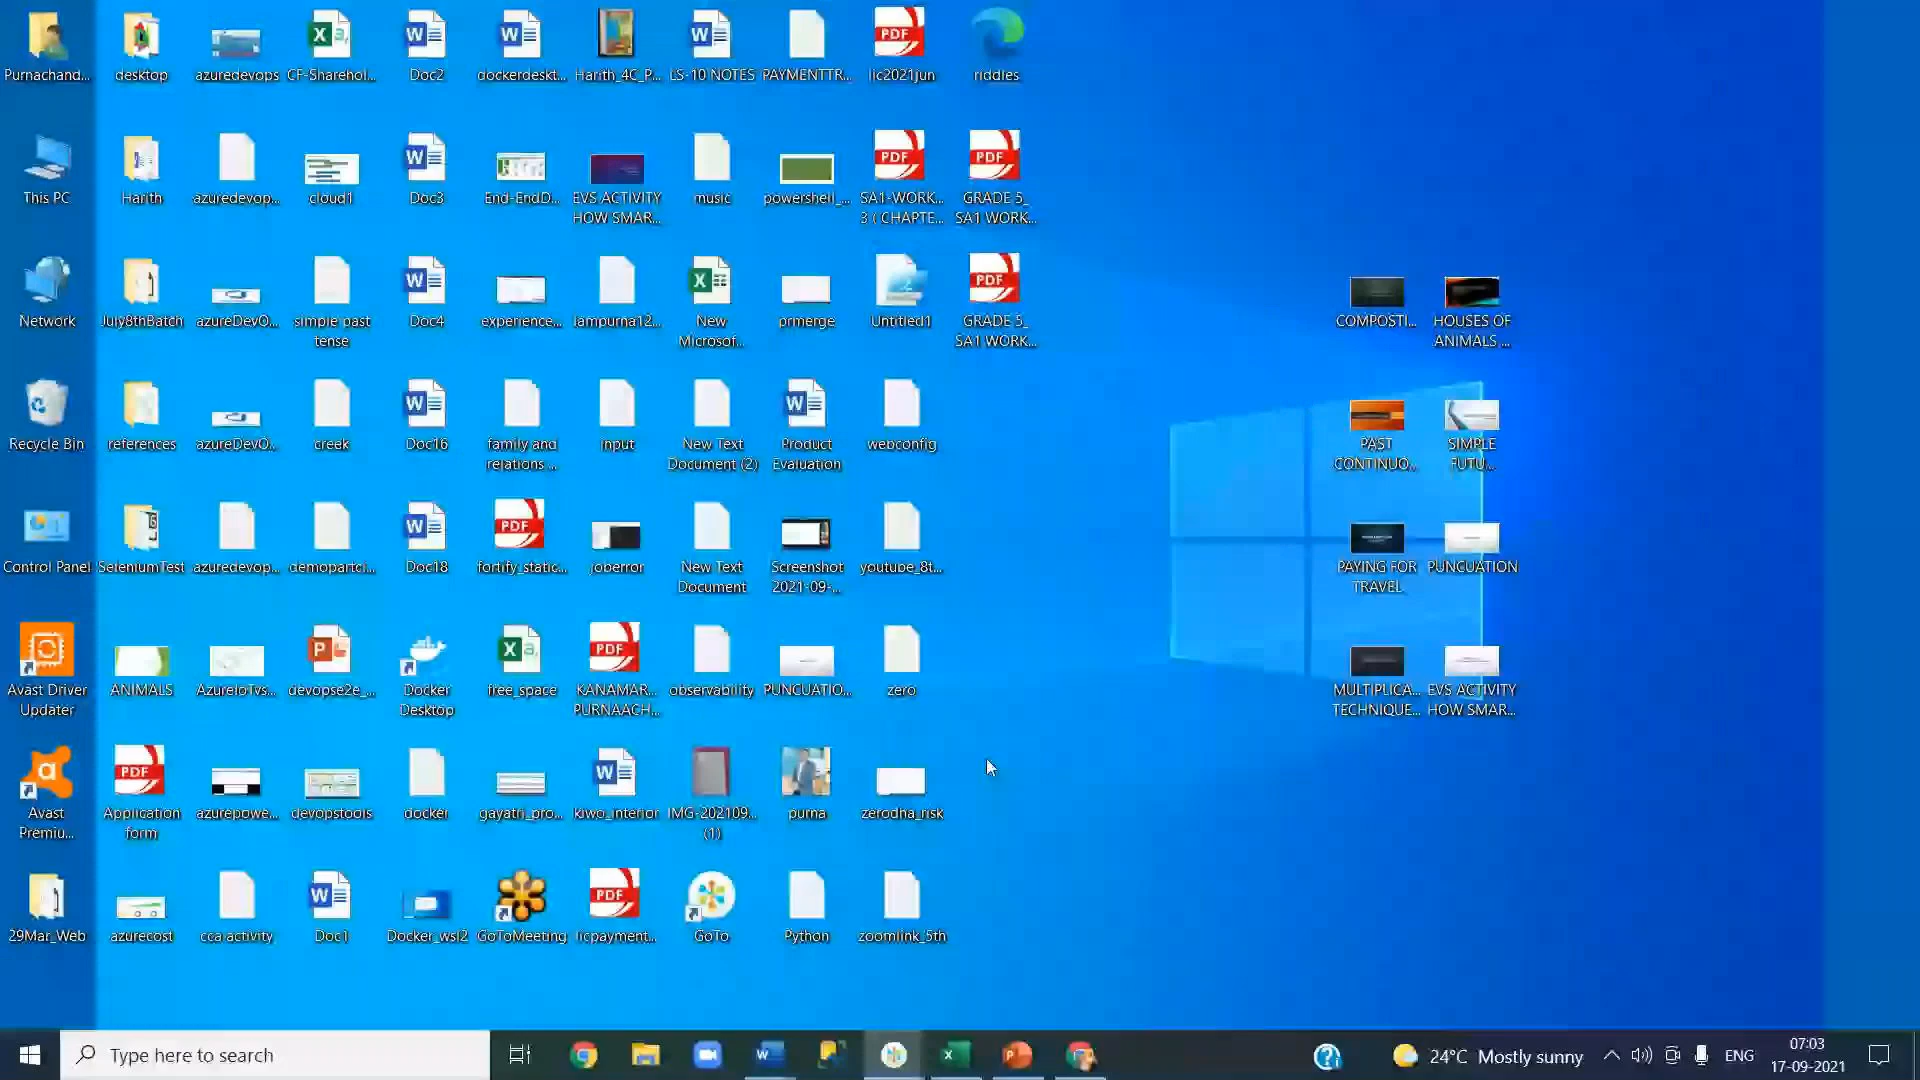 Purnachand...
desktop
azuredevops
CF-Sharehol...
Doc2
dockerdeskt...
Harith_4C_P...
LS-10 NOTES
PAYMENTTR...
lic2021jun
riddles
This PC
Harith
azuredevop...
cloud1
Doc3
End-EndD...
EVS ACTIVITY
HOW SMAR...
music
powershell_...
SA1-WORK...
3 ( CHAPTE...
GRADE 5_
SA1 WORK...
Network
July8thBatch
azureDevO...
simple past
tense
Doc4
experience...
iampurna12...
New
Microsof...
prmerge
Untitled1
GRADE 5_
SA1 WORK...
COMPOSTI...
HOUSES OF
ANIMALS ...
Recycle Bin
references
azureDevO...
creek
Doc16
family and
relations ...
input
New Text
Document (2)
Product
Evaluation
webconfig
PAST
CONTINUO...
SIMPLE
FUTU...
Control Panel
SeleniumTest
azuredevop...
demopartci...
Doc18
fortify_static...
joberror
New Text
Document
Screenshot
2021-09-...
youtube_8t...
PAYING FOR
TRAVEL
PUNCUATION
Avast Driver
Updater
ANIMALS
AzureIoTvs...
devopse2e_...
Docker
Desktop
free_space
KANAMAR...
PURNAACH...
observability
PUNCUATIO...
zero
MULTIPLICA...
TECHNIQUE...
EVS ACTIVITY
HOW SMAR...
Avast
Premiu...
Application
form
azurepowe...
devopstools
docker
gayatri_pro...
kiwo_interior
IMG-202109...
(1)
purna
zerodha_risk
29Mar_Web
azurecost
cca activity
Doc1
Docker_wsl2
GoToMeeting
licpayment...
GoTo
Python
zoomlink_5th
Type here to search
24°C Mostly sunny
ENG
07:03
17-09-2021